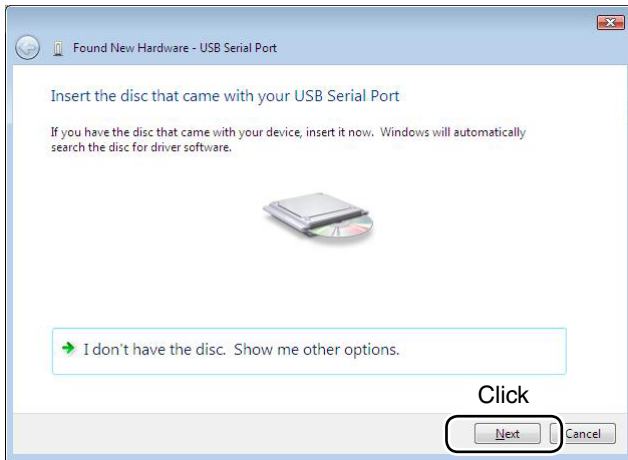 Found New Hardware - USB Serial Port
Insert the disc that came with your USB Serial Port
If you have the disc that came with your device, insert it now.  Windows will automatically
search the disc for driver software.
I don't have the disc.  Show me other options.
Click
Next Cancel